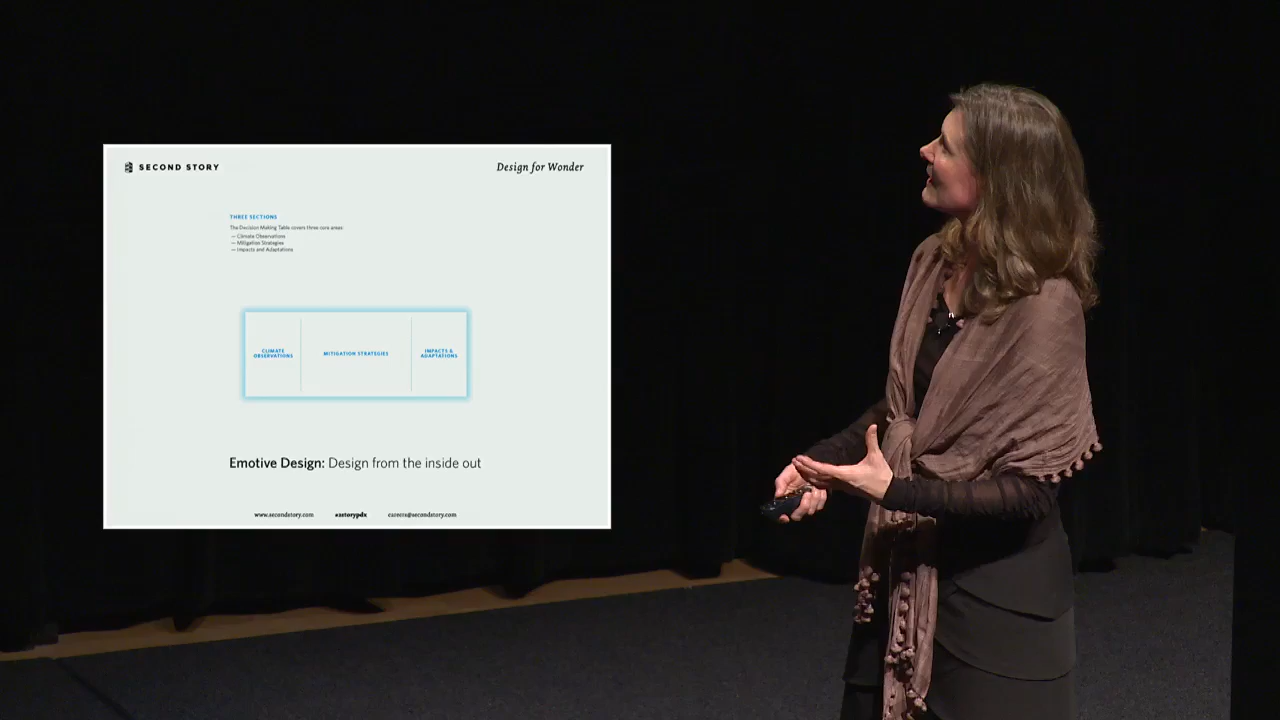 SECOND STORY
Design for Wonder
THREE SECTIONS
The Decision Making Table covers three core areas:
— Climate Observations
— Mitigation Strategies
— Impacts and Adaptations
CLIMATE
OBSERVATIONS
MITIGATION STRATEGIES
IMPACTS &
ADAPTATIONS
Emotive Design: Design from the inside out
www.secondstory.com
#2storypdx
careers@secondstory.com